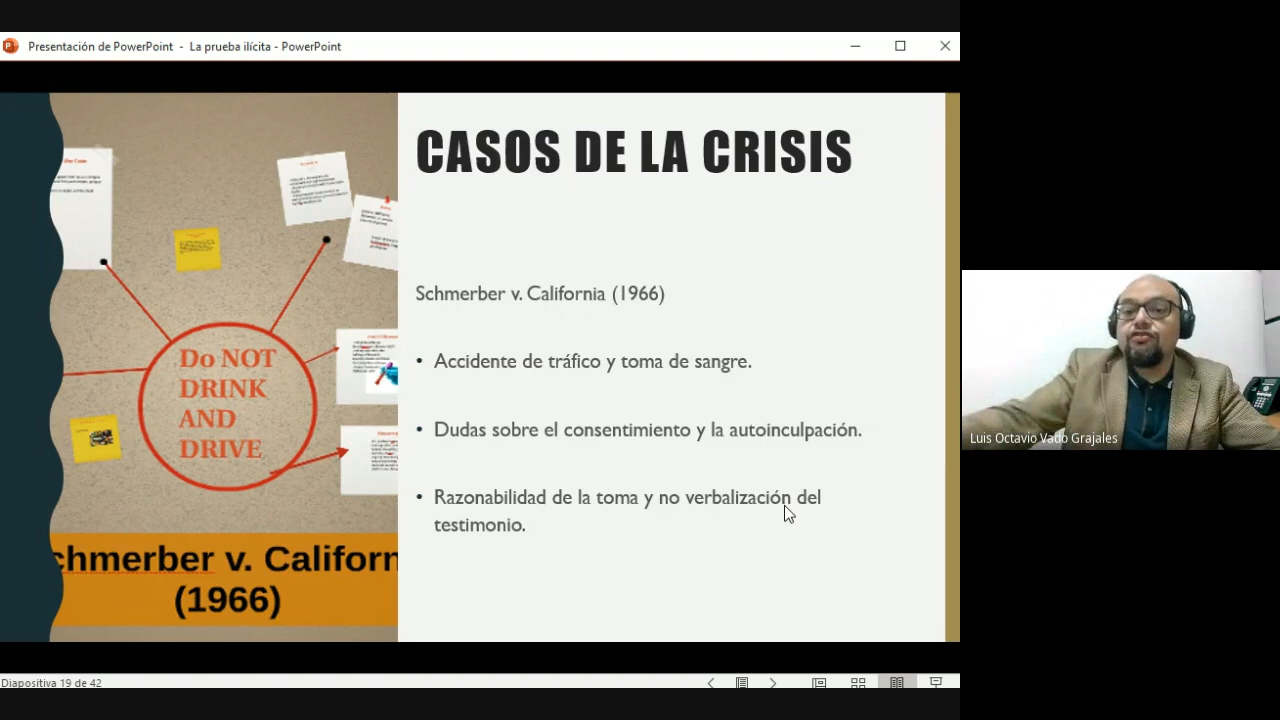 Presentación de PowerPoint - La prueba ilícita - PowerPoint
CASOS DE LA CRISIS
Schmerber v. California (1966)
• Accidente de tráfico y toma de sangre.
• Dudas sobre el consentimiento y la autoinculpación.
• Razonabilidad de la toma y no verbalización del
testimonio.
Do NOT
DRINK
AND
DRIVE
chmerber v. Californ
(1966)
Luis Octavio Vado Grajales
Diapositiva 19 de 42